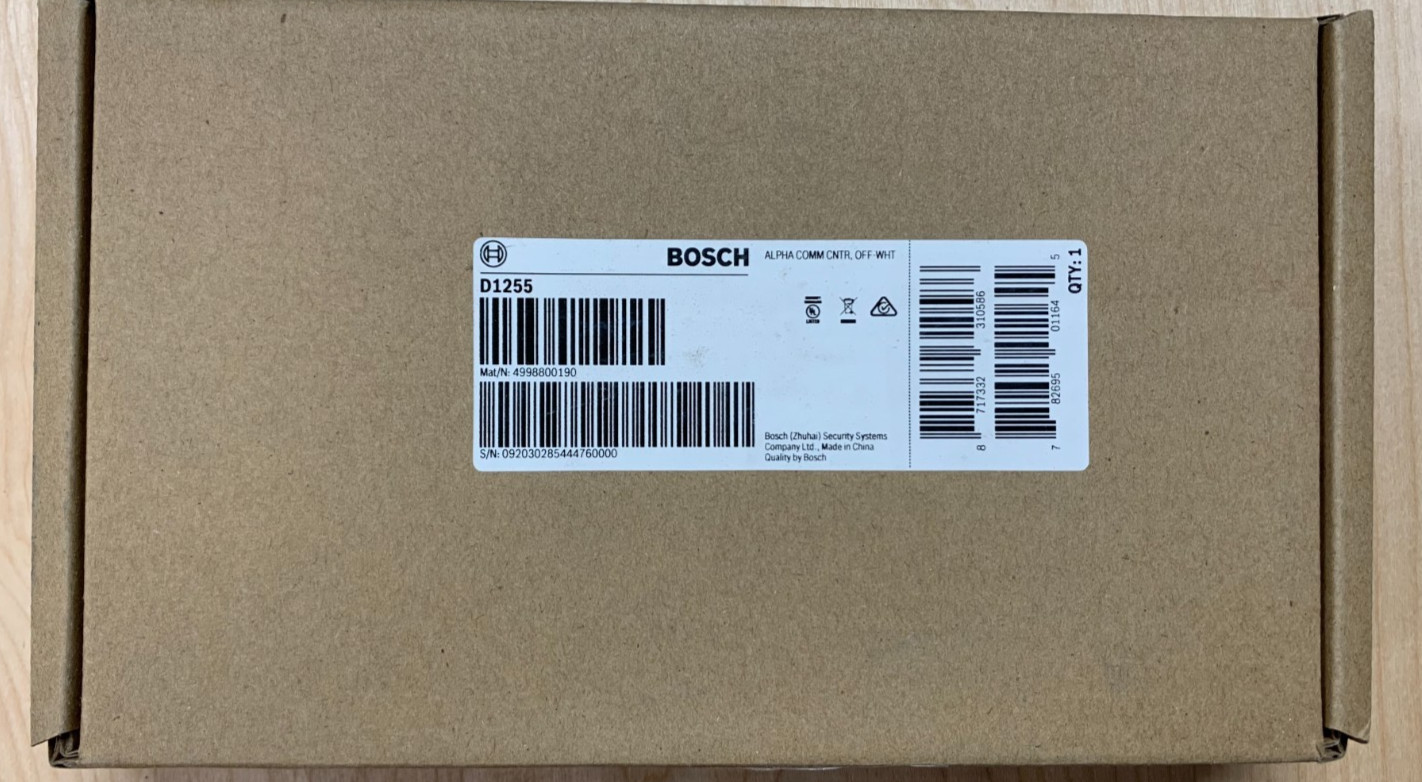 BOSCH
D1255
Mat/N: 4998800190
S/N: 092030285444760000
ALPHA COMM CNTR, OFF-WHT
Bosch (Zhuhai) Security Systems
Company Ltd., Made in China
Quality by Bosch
8 717332 310586
7 82695 01164 5
QTY: 1